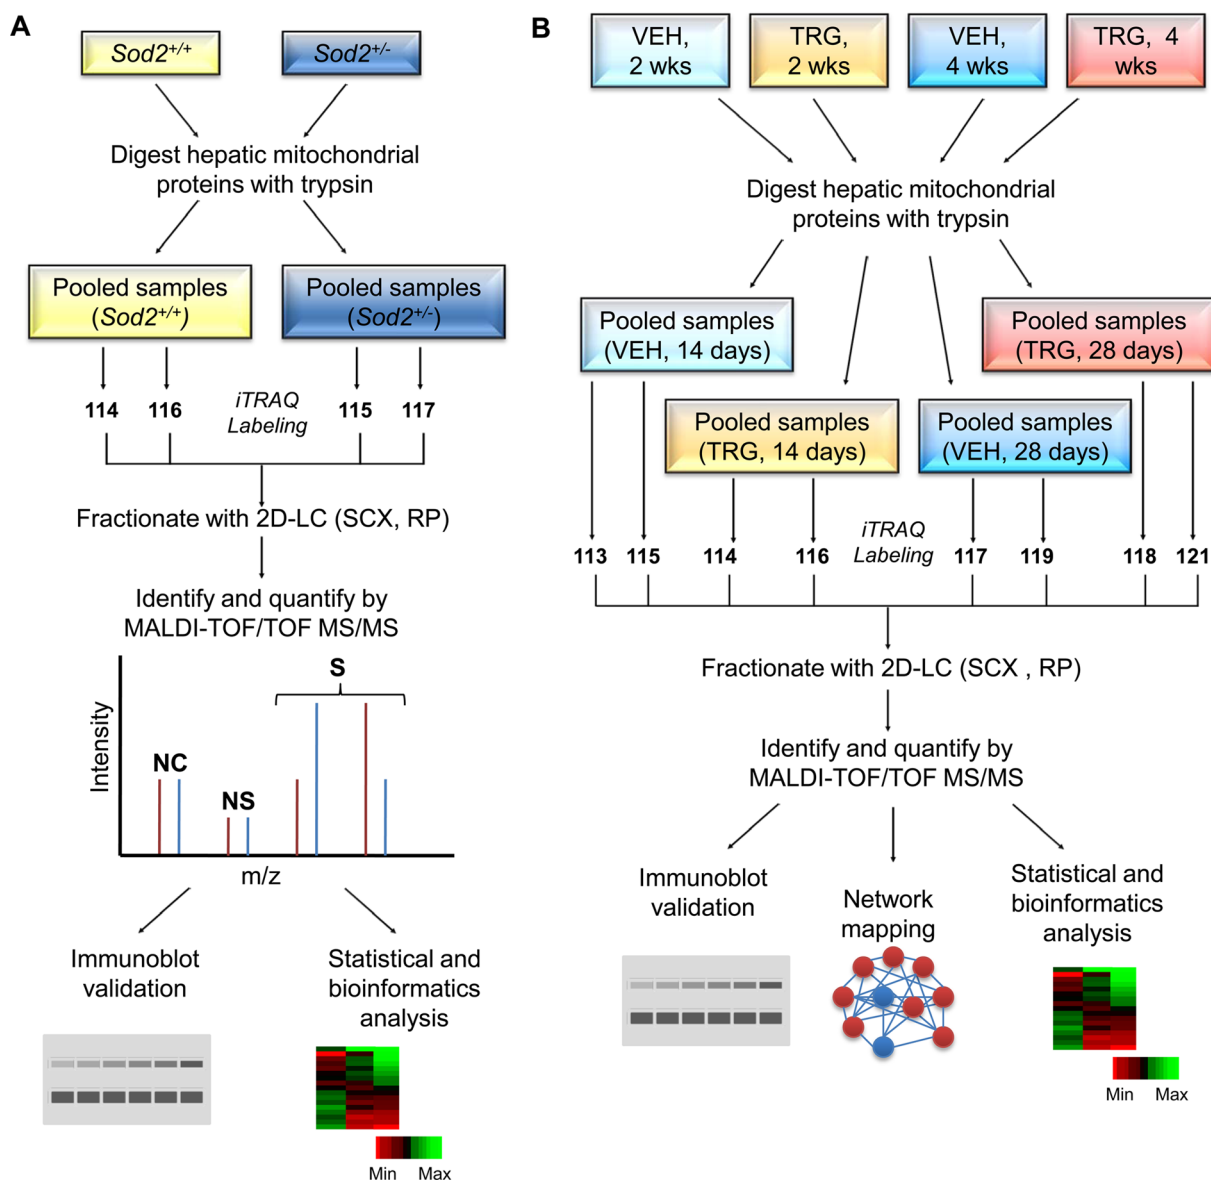 A
Sod2+/+
Sod2+/-
Digest hepatic mitochondrial
proteins with trypsin
Pooled samples
(Sod2+/+)
Pooled samples
(Sod2+/-)
114
116
iTRAQ
Labeling
115
117
Fractionate with 2D-LC (SCX, RP)
Identify and quantify by
MALDI-TOF/TOF MS/MS
Intensity
NC
NS
S
m/z
Immunoblot
validation
Statistical and
bioinformatics
analysis
Min
Max
B
VEH,
2 wks
TRG,
2 wks
VEH,
4 wks
TRG, 4
wks
Digest hepatic mitochondrial
proteins with trypsin
Pooled samples
(VEH, 14 days)
Pooled samples
(TRG, 28 days)
Pooled samples
(TRG, 14 days)
Pooled samples
(VEH, 28 days)
113
115
114
116
iTRAQ
Labeling
117
119
118
121
Fractionate with 2D-LC (SCX , RP)
Identify and quantify by
MALDI-TOF/TOF MS/MS
Immunoblot
validation
Network
mapping
Statistical and
bioinformatics
analysis
Min
Max